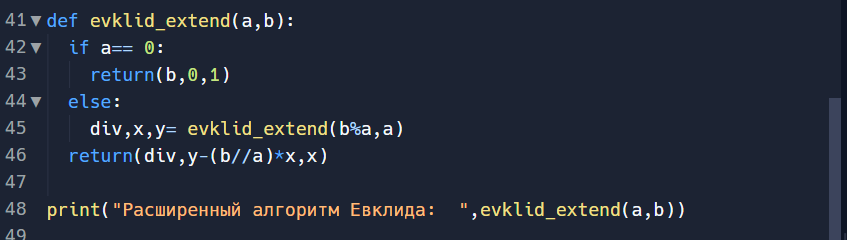 41 def evklid_extend(a,b):
42   if a== 0:
43     return(b,0,1)
44   else:
45     div,x,y= evklid_extend(b%a,a)
46   return(div,y-(b//a)*x,x)
47
48 print("Расширенный алгоритм Евклида:  ",evklid_extend(a,b))
49